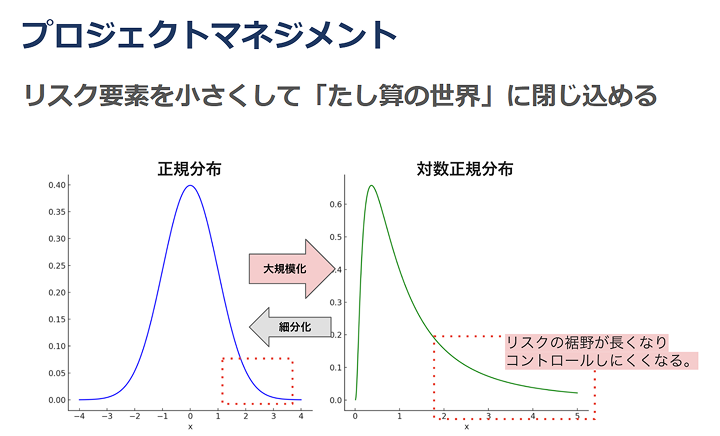 プロジェクトマネジメント
リスク要素を小さくして「たし算の世界」に閉じ込める
正規分布
0.40
0.35
0.30
0.25
0.20
0.15
0.10
0.05
0.00
−4 −3 −2 −1 0 1 2 3 4
x
大規模化
細分化
対数正規分布
0.6
0.5
.4
0.3
0.2
0.1
0.0
0 1 2 3 4 5
x
リスクの裾野が長くなり
コントロールしにくくなる。